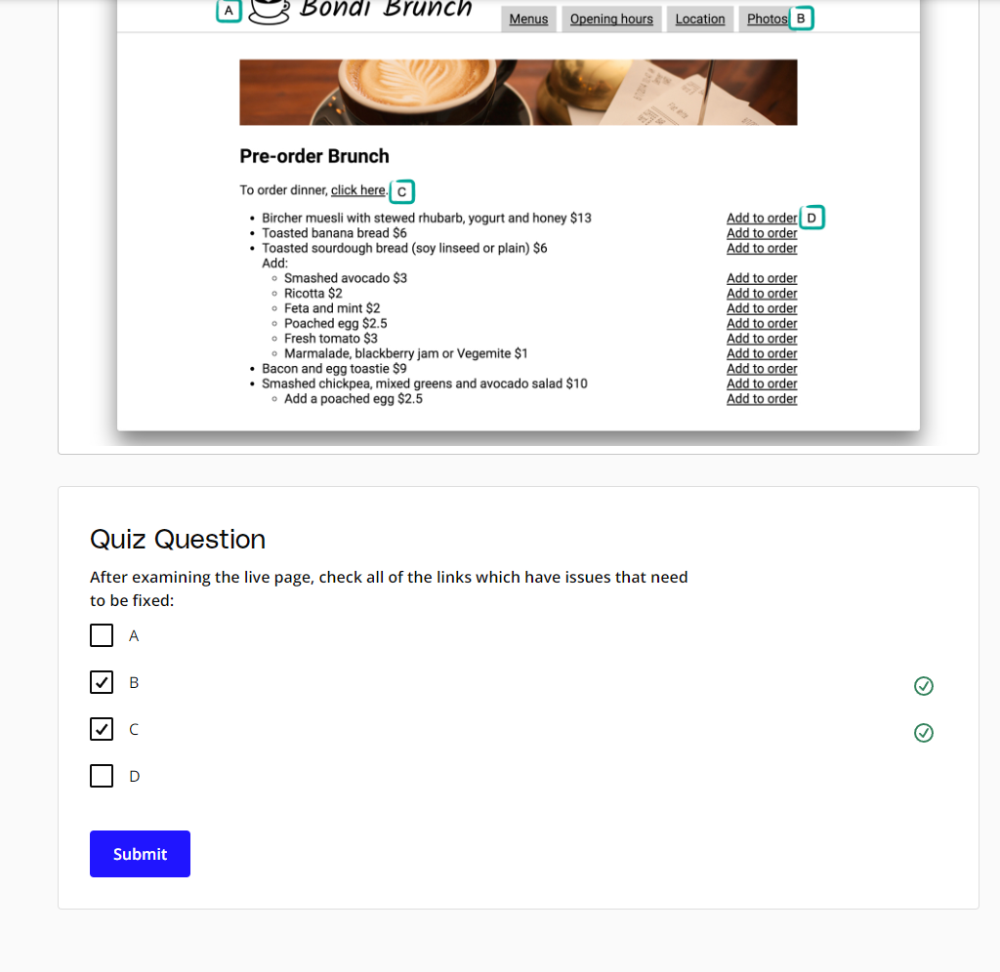 A Bondi Brunch
Menus Opening hours Location Photos B
Pre-order Brunch
To order dinner, click here. C
• Bircher muesli with stewed rhubarb, yogurt and honey $13 Add to order D
• Toasted banana bread $6 Add to order
• Toasted sourdough bread (soy linseed or plain) $6 Add to order
Add:
◦ Smashed avocado $3 Add to order
◦ Ricotta $2 Add to order
◦ Feta and mint $2 Add to order
◦ Poached egg $2.5 Add to order
◦ Fresh tomato $3 Add to order
◦ Marmalade, blackberry jam or Vegemite $1 Add to order
• Bacon and egg toastie $9 Add to order
• Smashed chickpea, mixed greens and avocado salad $10 Add to order
◦ Add a poached egg $2.5 Add to order
Quiz Question
After examining the live page, check all of the links which have issues that need
to be fixed:
A
B
C
D
Submit